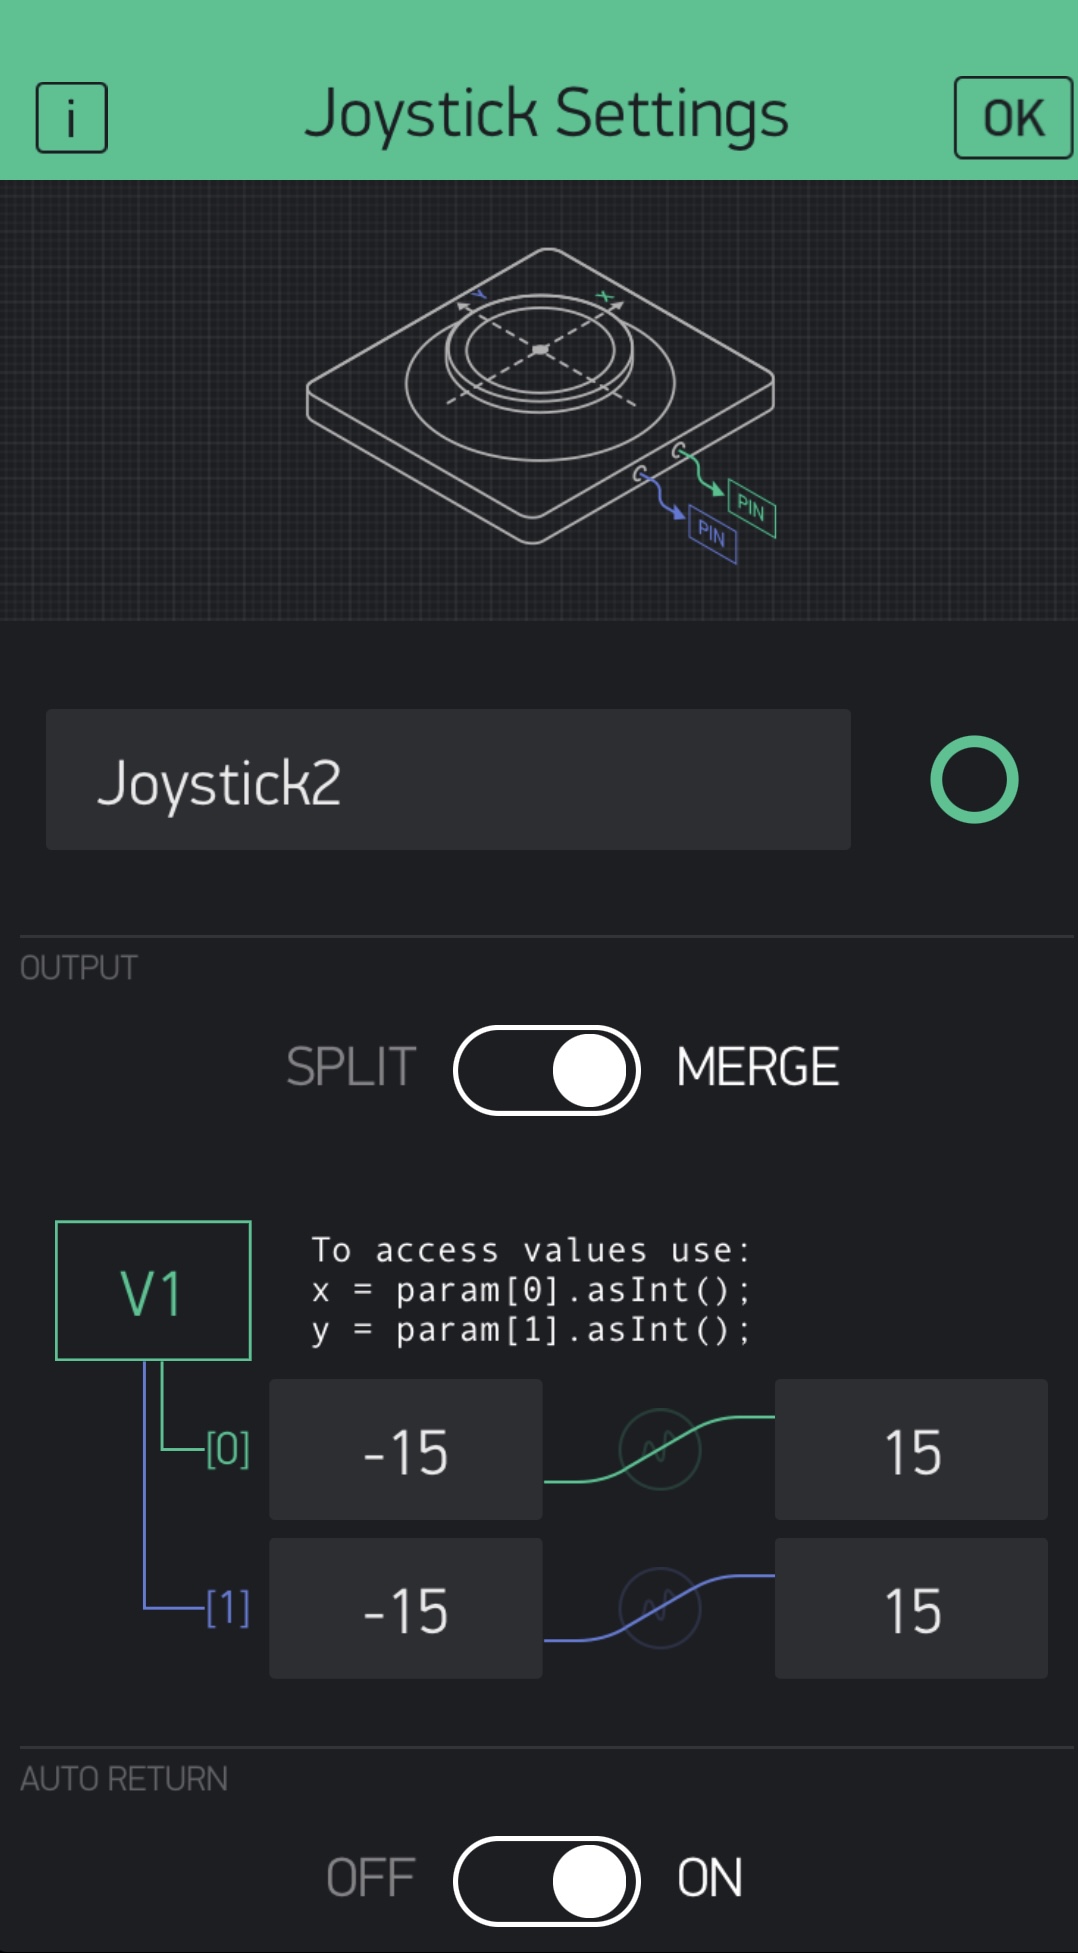 i
Joystick Settings
OK
Y
X
PIN
PIN
Joystick2
OUTPUT
SPLIT
MERGE
V1
To access values use:
x = param[0].asInt();
y = param[1].asInt();
[0]
-15
15
[1]
-15
15
AUTO RETURN
OFF
ON